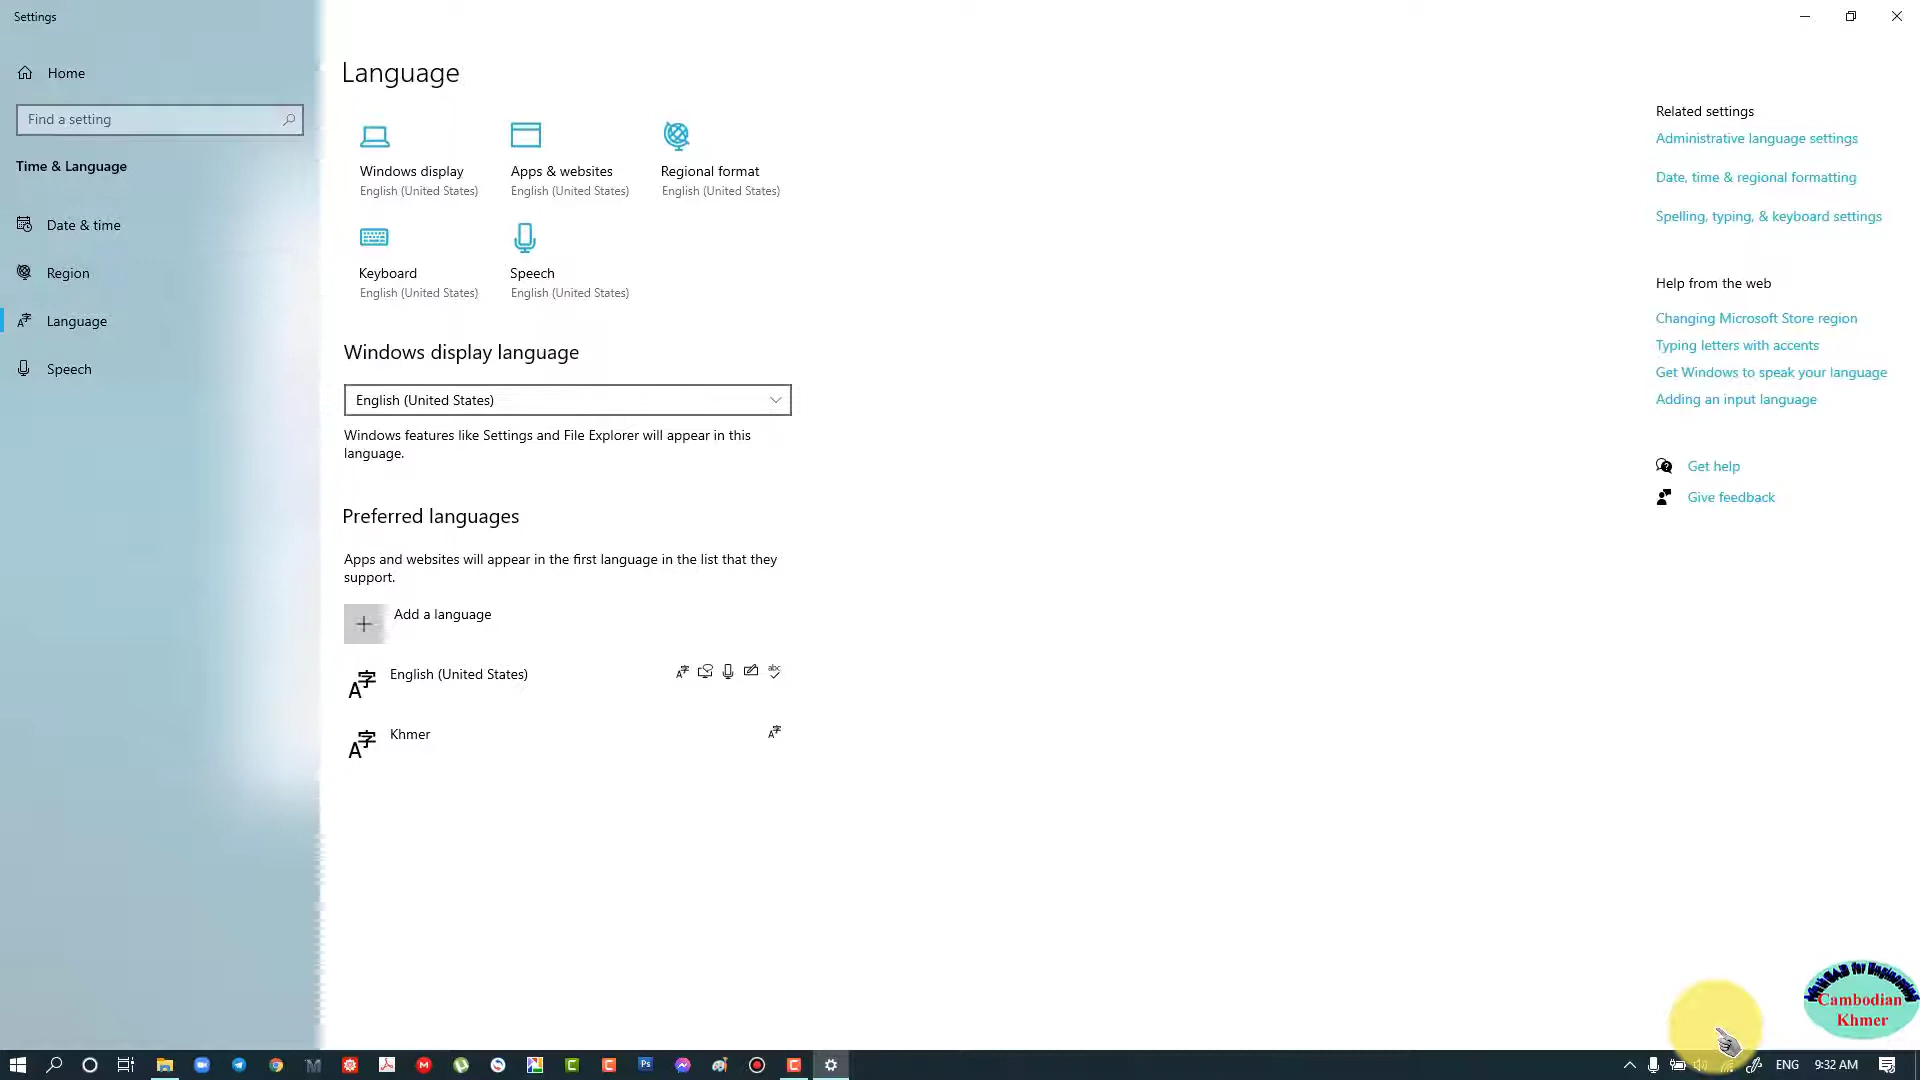 Settings
Home
Find a setting
Time & Language
Date & time
Region
Language
Speech
Language
Windows display
English (United States)
Apps & websites
English (United States)
Regional format
English (United States)
Keyboard
English (United States)
Speech
English (United States)
Windows display language
English (United States)
Windows features like Settings and File Explorer will appear in this
language.
Preferred languages
Apps and websites will appear in the first language in the list that they
support.
Add a language
English (United States)
Khmer
Related settings
Administrative language settings
Date, time & regional formatting
Spelling, typing, & keyboard settings
Help from the web
Changing Microsoft Store region
Typing letters with accents
Get Windows to speak your language
Adding an input language
Get help
Give feedback
for Engineering
Cambodian
Khmer
ENG
9:32 AM